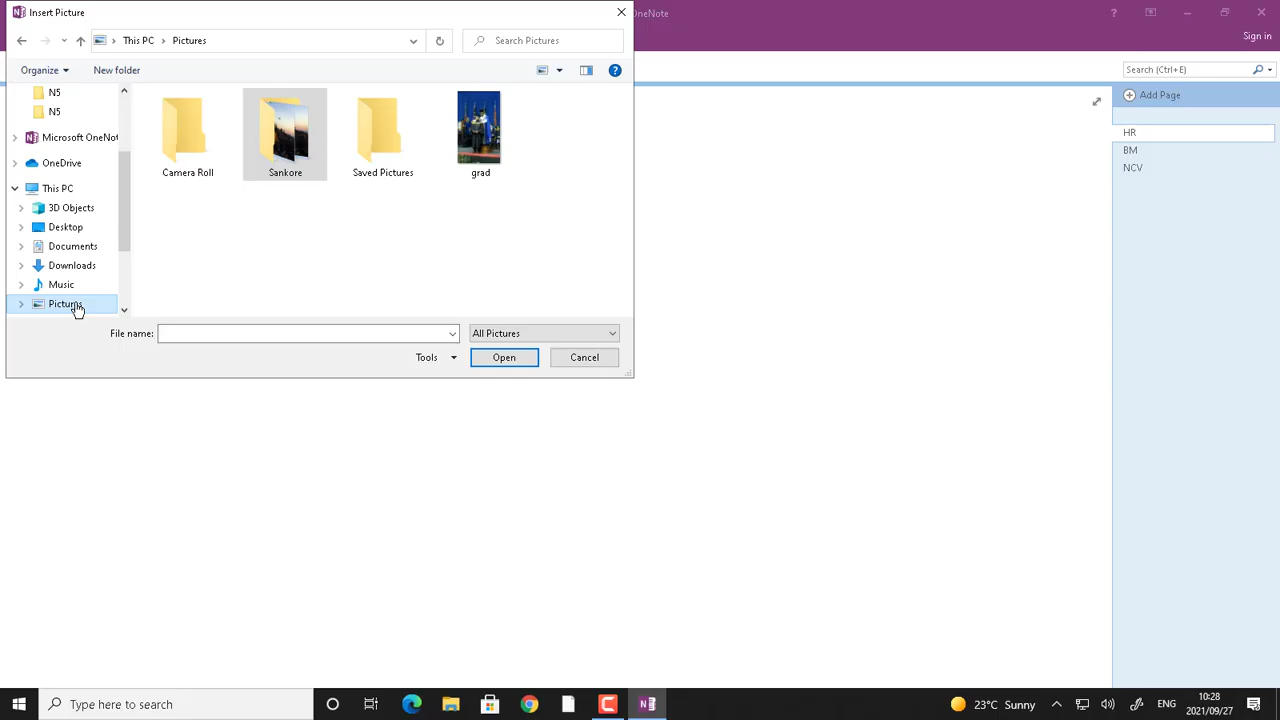 Insert Picture
OneNote
Sign in
This PC
Pictures
Search Pictures
Organize
New folder
Search (Ctrl+E)
Add Page
HR
BM
NCV
N5
N5
Microsoft OneNot
OneDrive
This PC
3D Objects
Desktop
Documents
Downloads
Music
Pictures
Camera Roll
Sankore
Saved Pictures
grad
File name:
All Pictures
Tools
Open
Cancel
Type here to search
23°C Sunny
ENG
10:28
2021/09/27